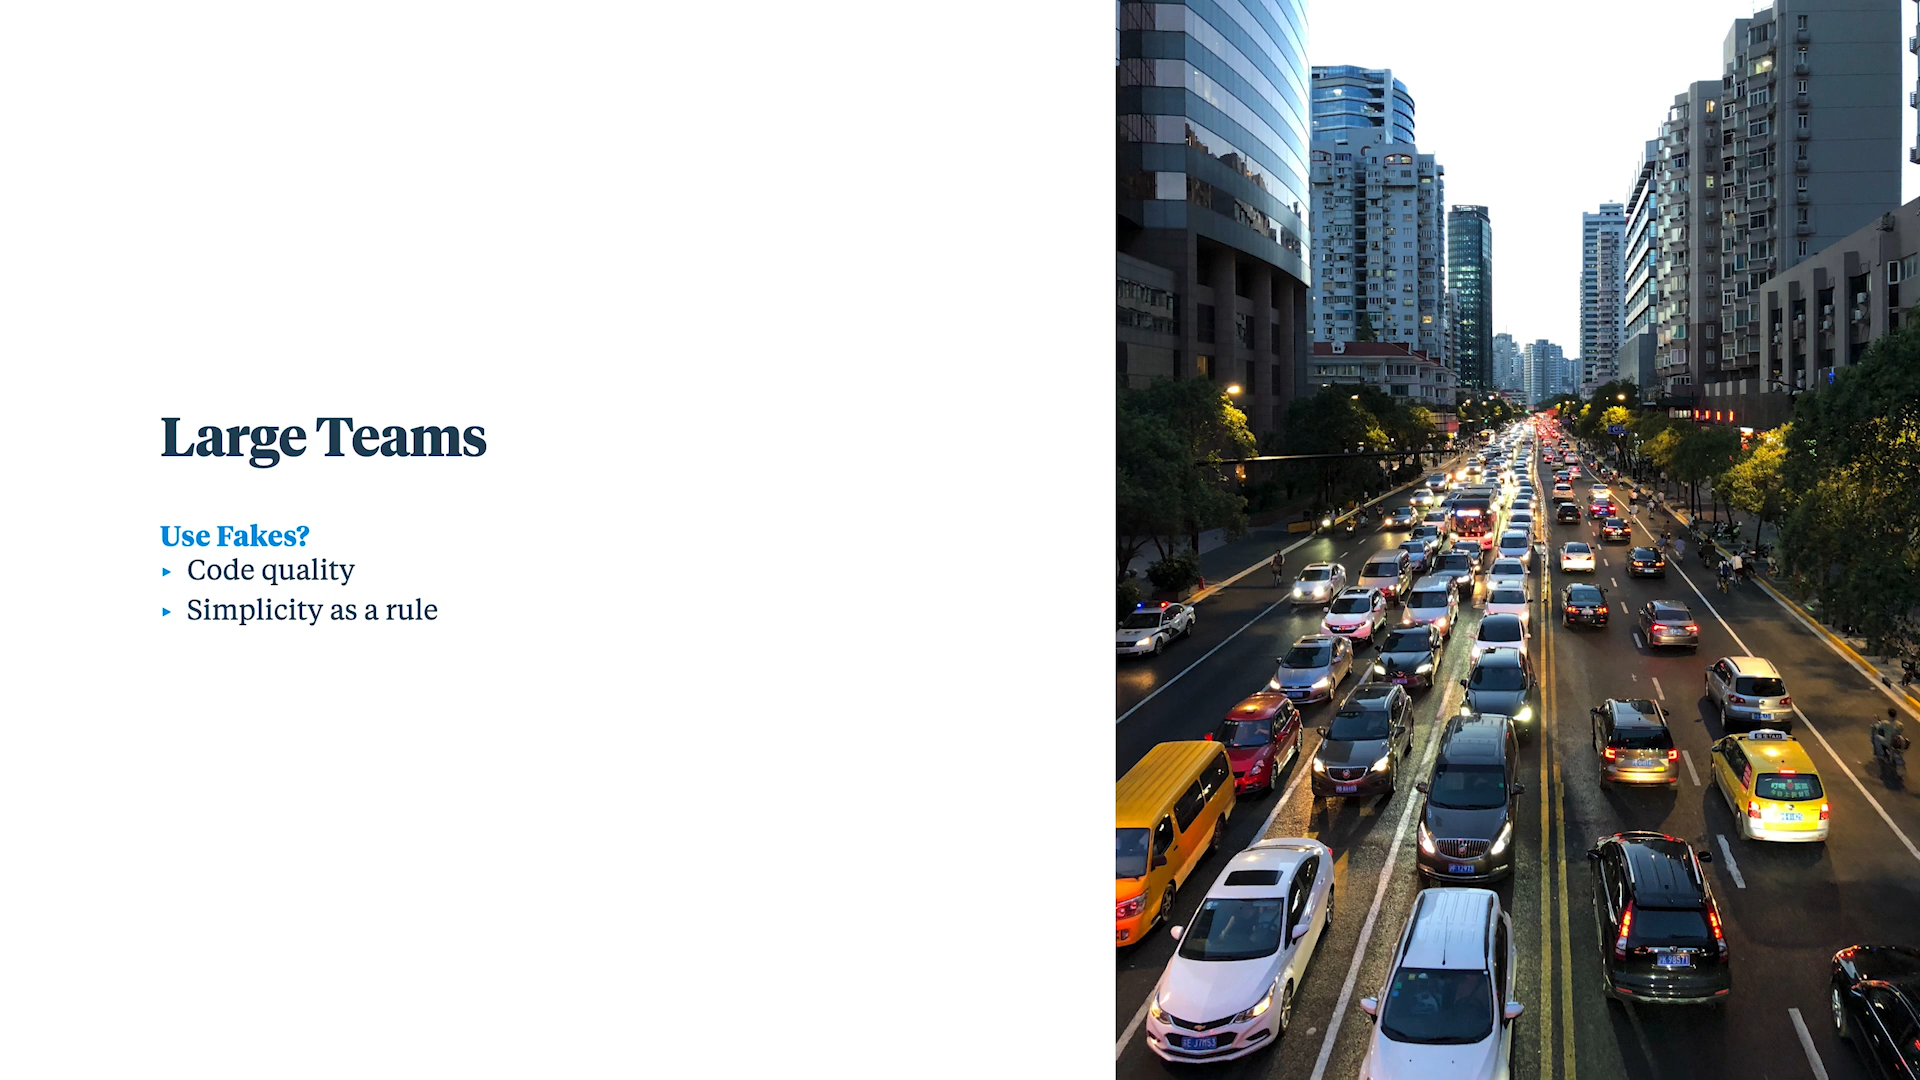 Large Teams
Use Fakes?
▸ Code quality
▸ Simplicity as a rule